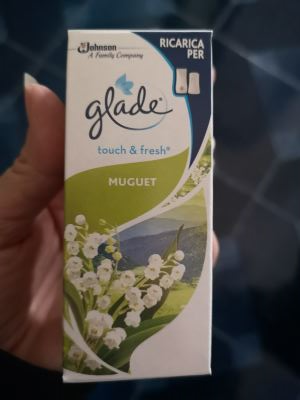 SC Johnson
A Family Company
RICARICA
PER
glade®
touch & fresh®
MUGUET